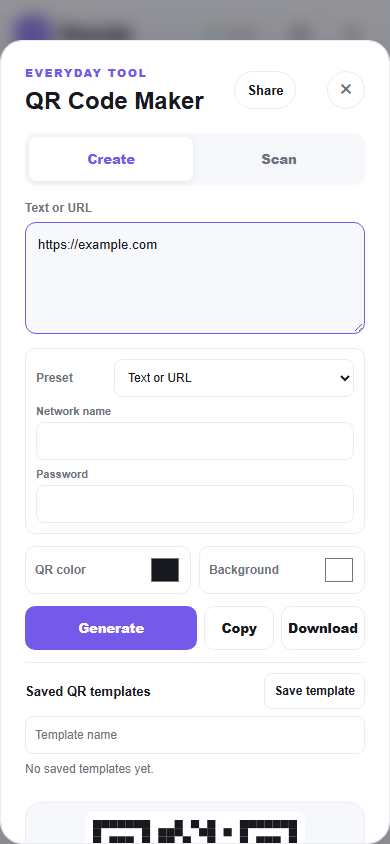 EVERYDAY TOOL
QR Code Maker
Share
✕
Create
Scan
Text or URL
https://example.com
Preset
Text or URL
Network name
Password
QR color
Background
Generate
Copy
Download
Saved QR templates
Save template
Template name
No saved templates yet.